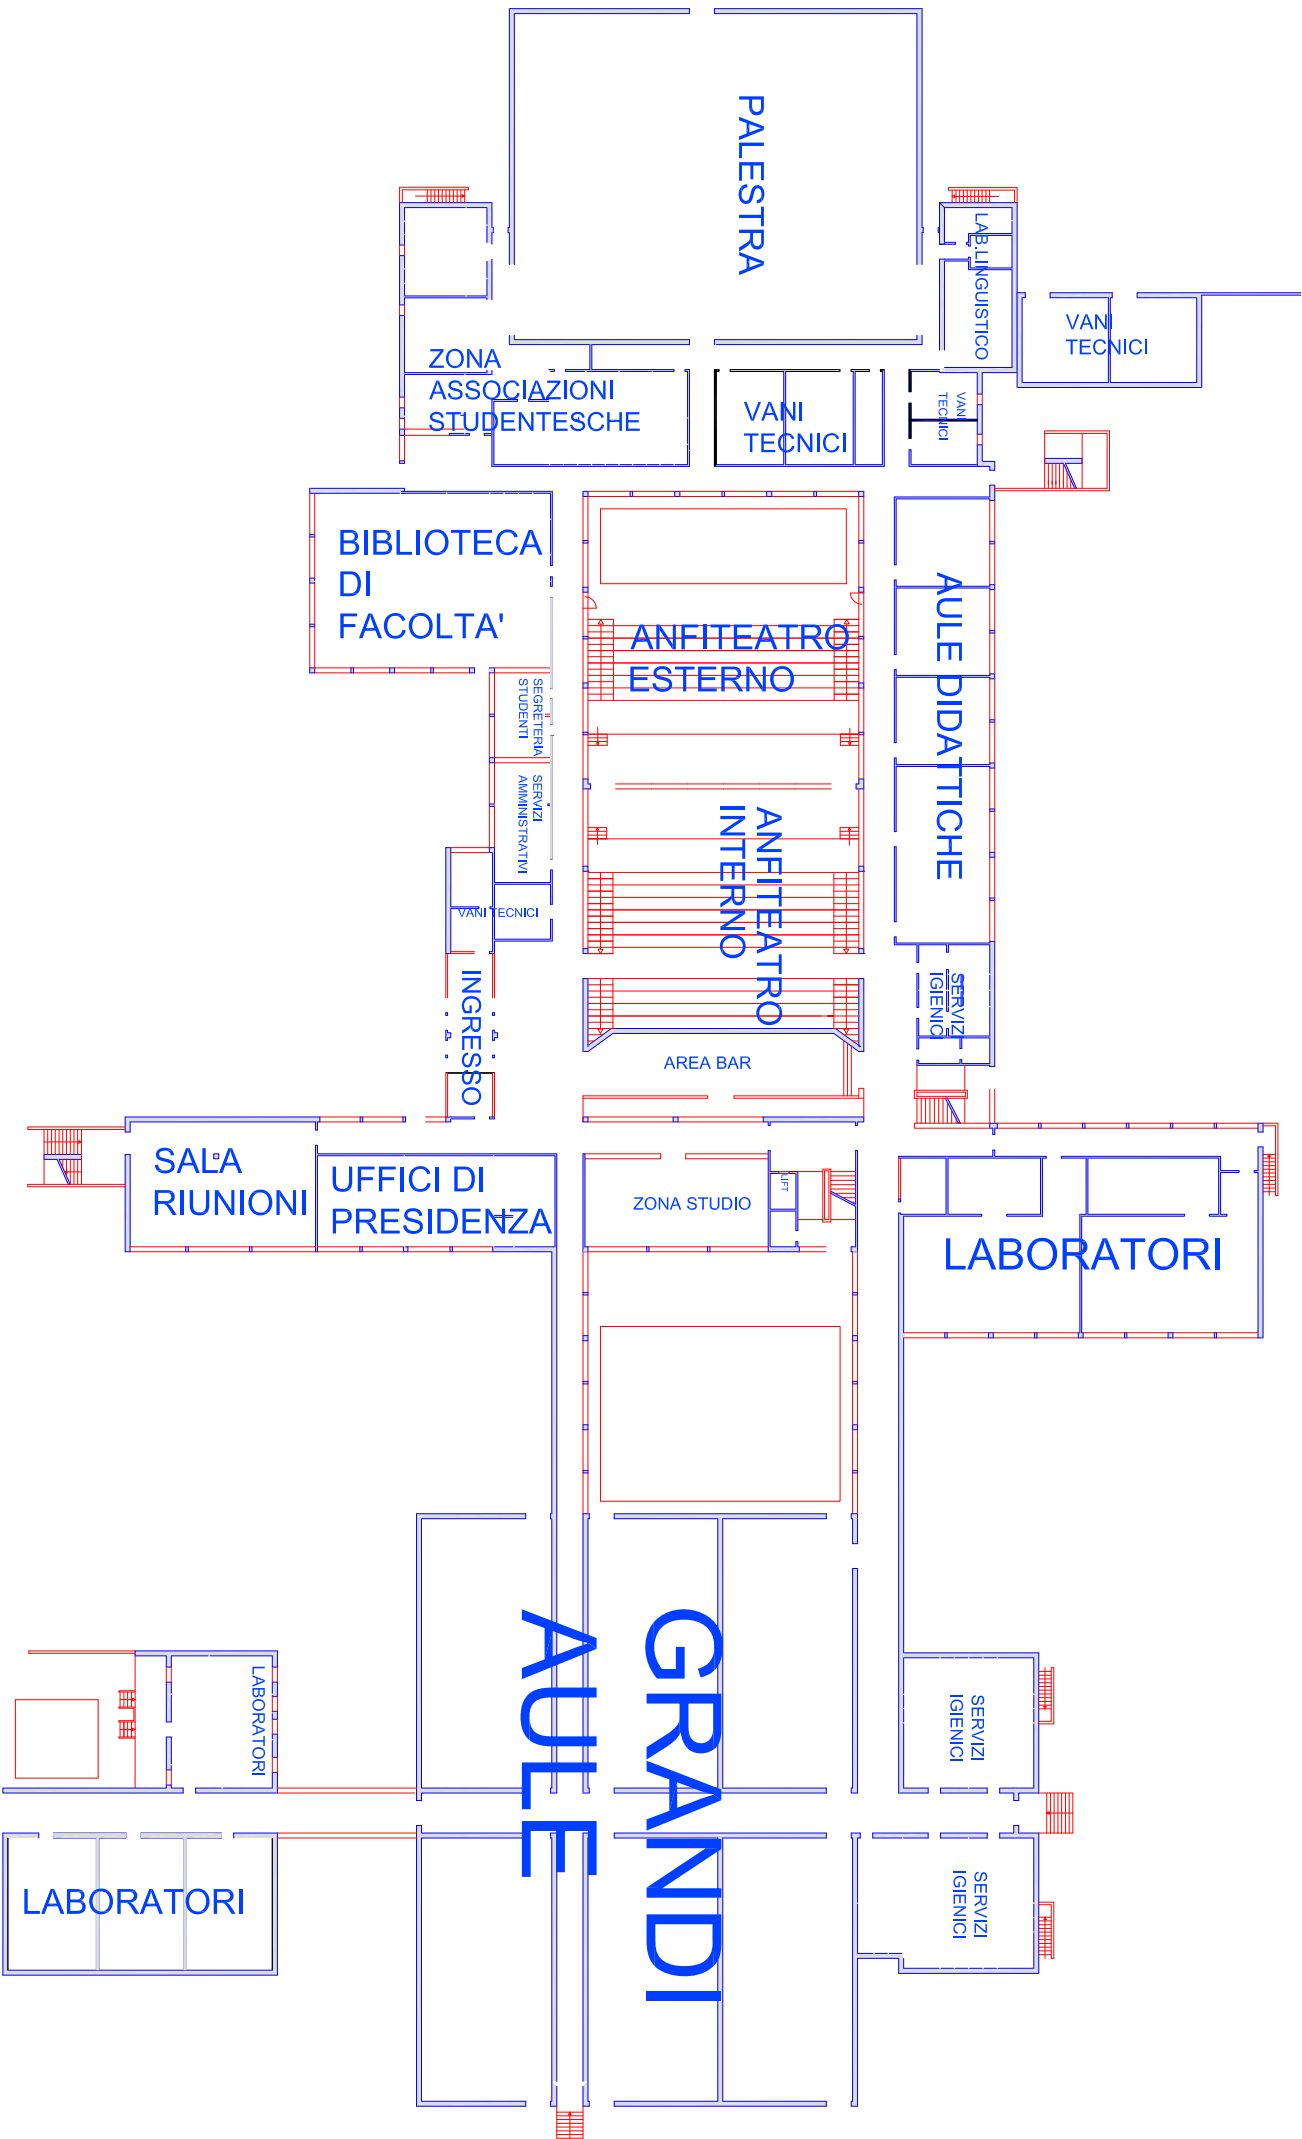 PALESTRA
LAB.LINGUISTICO
VANI
TECNICI
ZONA
ASSOCIAZIONI
STUDENTESCHE
VANI
TECNICI
VANI
TECNICI
BIBLIOTECA
DI
FACOLTA'
ANFITEATRO
ESTERNO
AULE DIDATTICHE
SEGRETERIA
STUDENTI
SERVIZI
AMMINISTRATIVI
ANFITEATRO
INTERNO
VANI TECNICI
INGRESSO
SERVIZI
IGIENICI
AREA BAR
SALA
RIUNIONI
UFFICI DI
PRESIDENZA
ZONA STUDIO
LIFT
LABORATORI
GRANDI
AULE
LABORATORI
SERVIZI
IGIENICI
LABORATORI
SERVIZI
IGIENICI